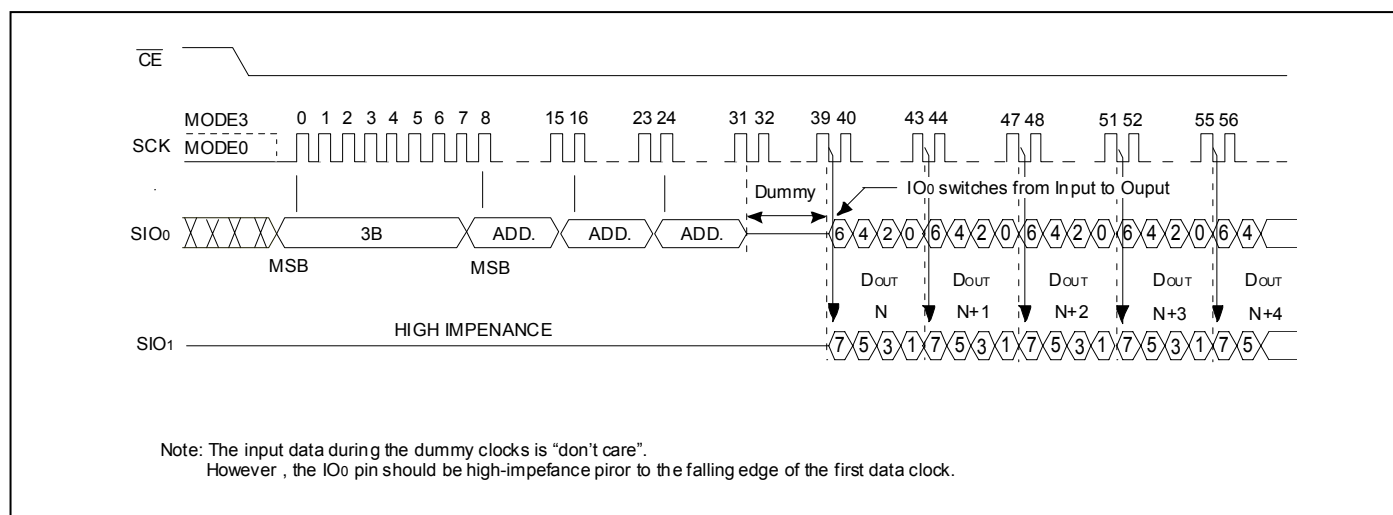 CE
MODE3
0 1 2 3 4 5 6 7 8 15 16 23 24 31 32 39 40 43 44 47 48 51 52 55 56
SCK
MODE0
Dummy
IO0 switches from Input to Ouput
SIO0
3B
ADD.
ADD.
ADD.
6 4 2 0 6 4 2 0 6 4 2 0 6 4 2 0 6 4
MSB
MSB
DOUT DOUT DOUT DOUT DOUT
N N+1 N+2 N+3 N+4
HIGH IMPENANCE
SIO1
7 5 3 1 7 5 3 1 7 5 3 1 7 5 3 1 7 5
Note: The input data during the dummy clocks is “don’t care”.
However , the IO0 pin should be high-impefance piror to the falling edge of the first data clock.